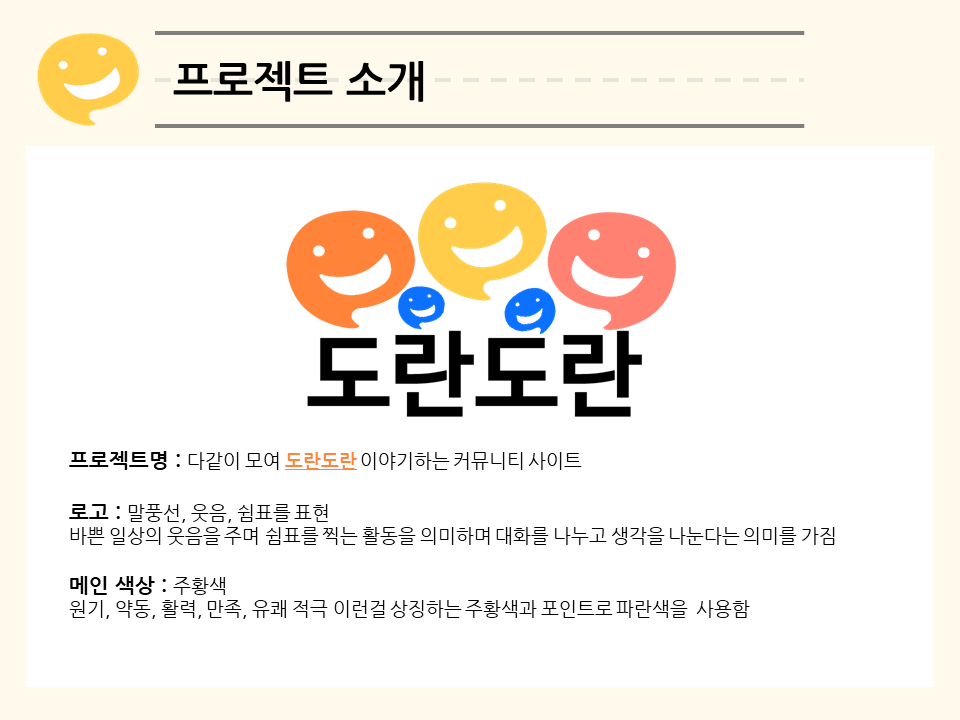 프로젝트 소개
도란도란
프로젝트명 : 다같이 모여 도란도란 이야기하는 커뮤니티 사이트
로고 : 말풍선, 웃음, 쉼표를 표현
바쁜 일상의 웃음을 주며 쉼표를 찍는 활동을 의미하며 대화를 나누고 생각을 나눈다는 의미를 가짐
메인 색상 : 주황색
원기, 약동, 활력, 만족, 유쾌 적극 이런걸 상징하는 주황색과 포인트로 파란색을 사용함